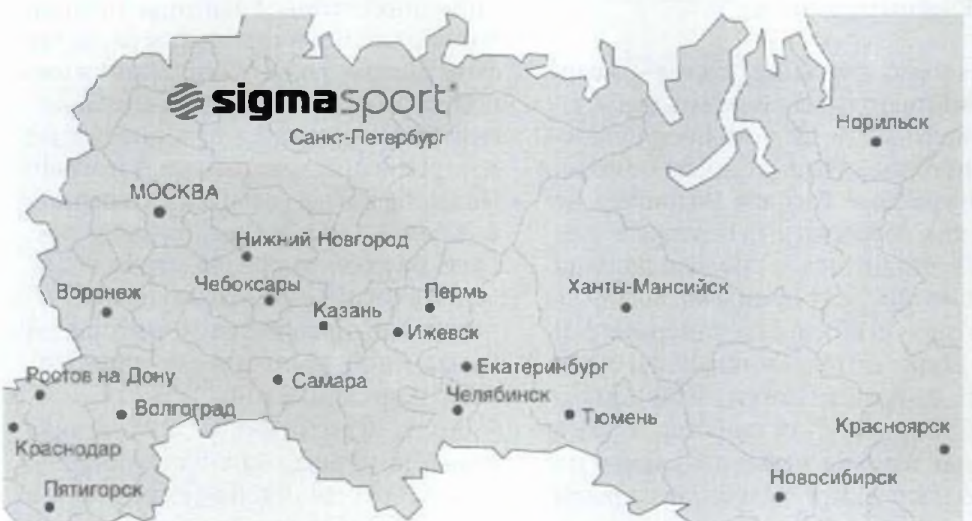 sigmasport
Санкт-Петербург
Норильск
МОСКВА
Нижний Новгород
Чебоксары
Пермь
Ханты-Мансийск
Воронеж
Казань
Ижевск
Екатеринбург
Ростов на Дону
Самара
Челябинск
Волгоград
Тюмень
Красноярск
Краснодар
Новосибирск
Пятигорск